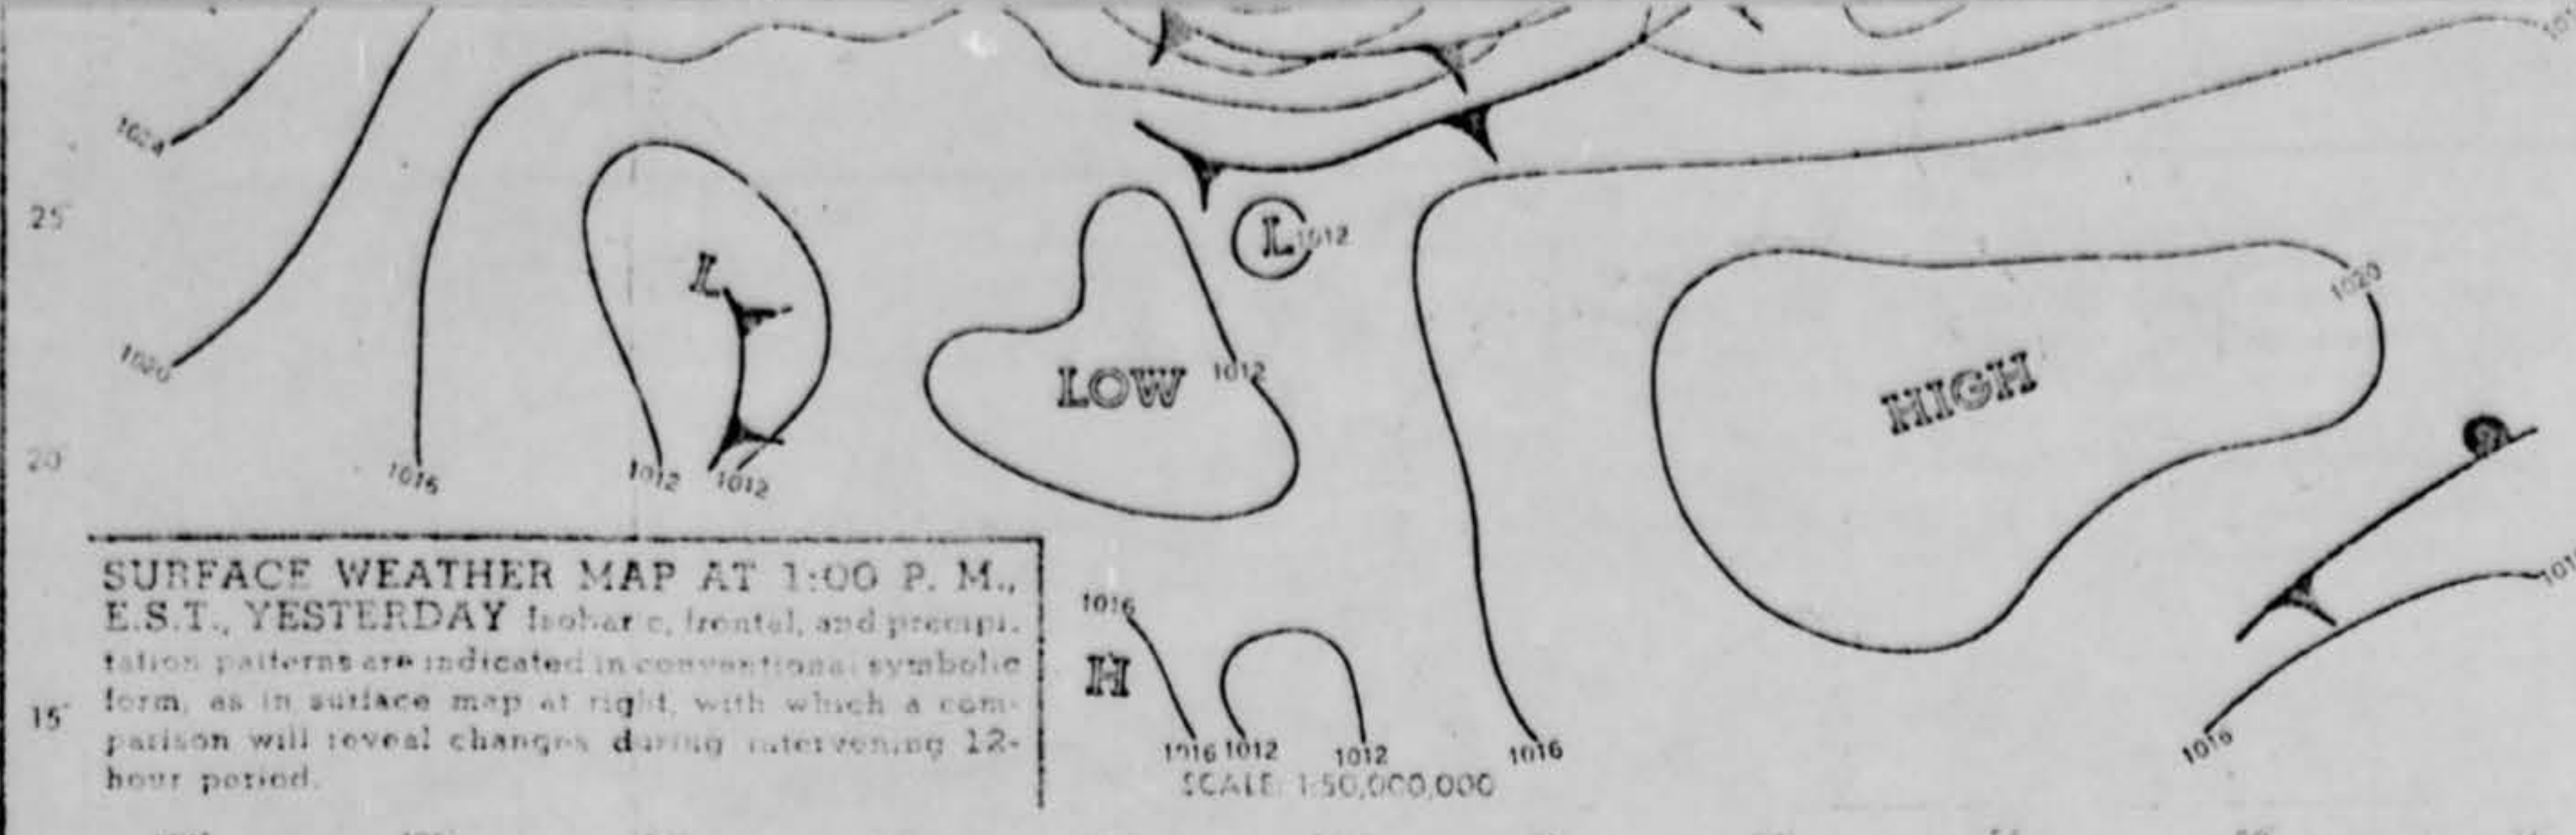 1024
25
L
L 1012
1020
1020
LOW
1012
HIGH
20
1016
1012
1012
SURFACE WEATHER MAP AT 1:00 P. M.,
E.S.T., YESTERDAY Isobaric, frontal, and precipi-
tation patterns are indicated in conventional symbolic
form, as in surface map at right, with which a com-
parison will reveal changes during intervening 12-
hour period.
1016
H
15
1016
1012
1012
1016
1016
SCALE 1:50,000,000